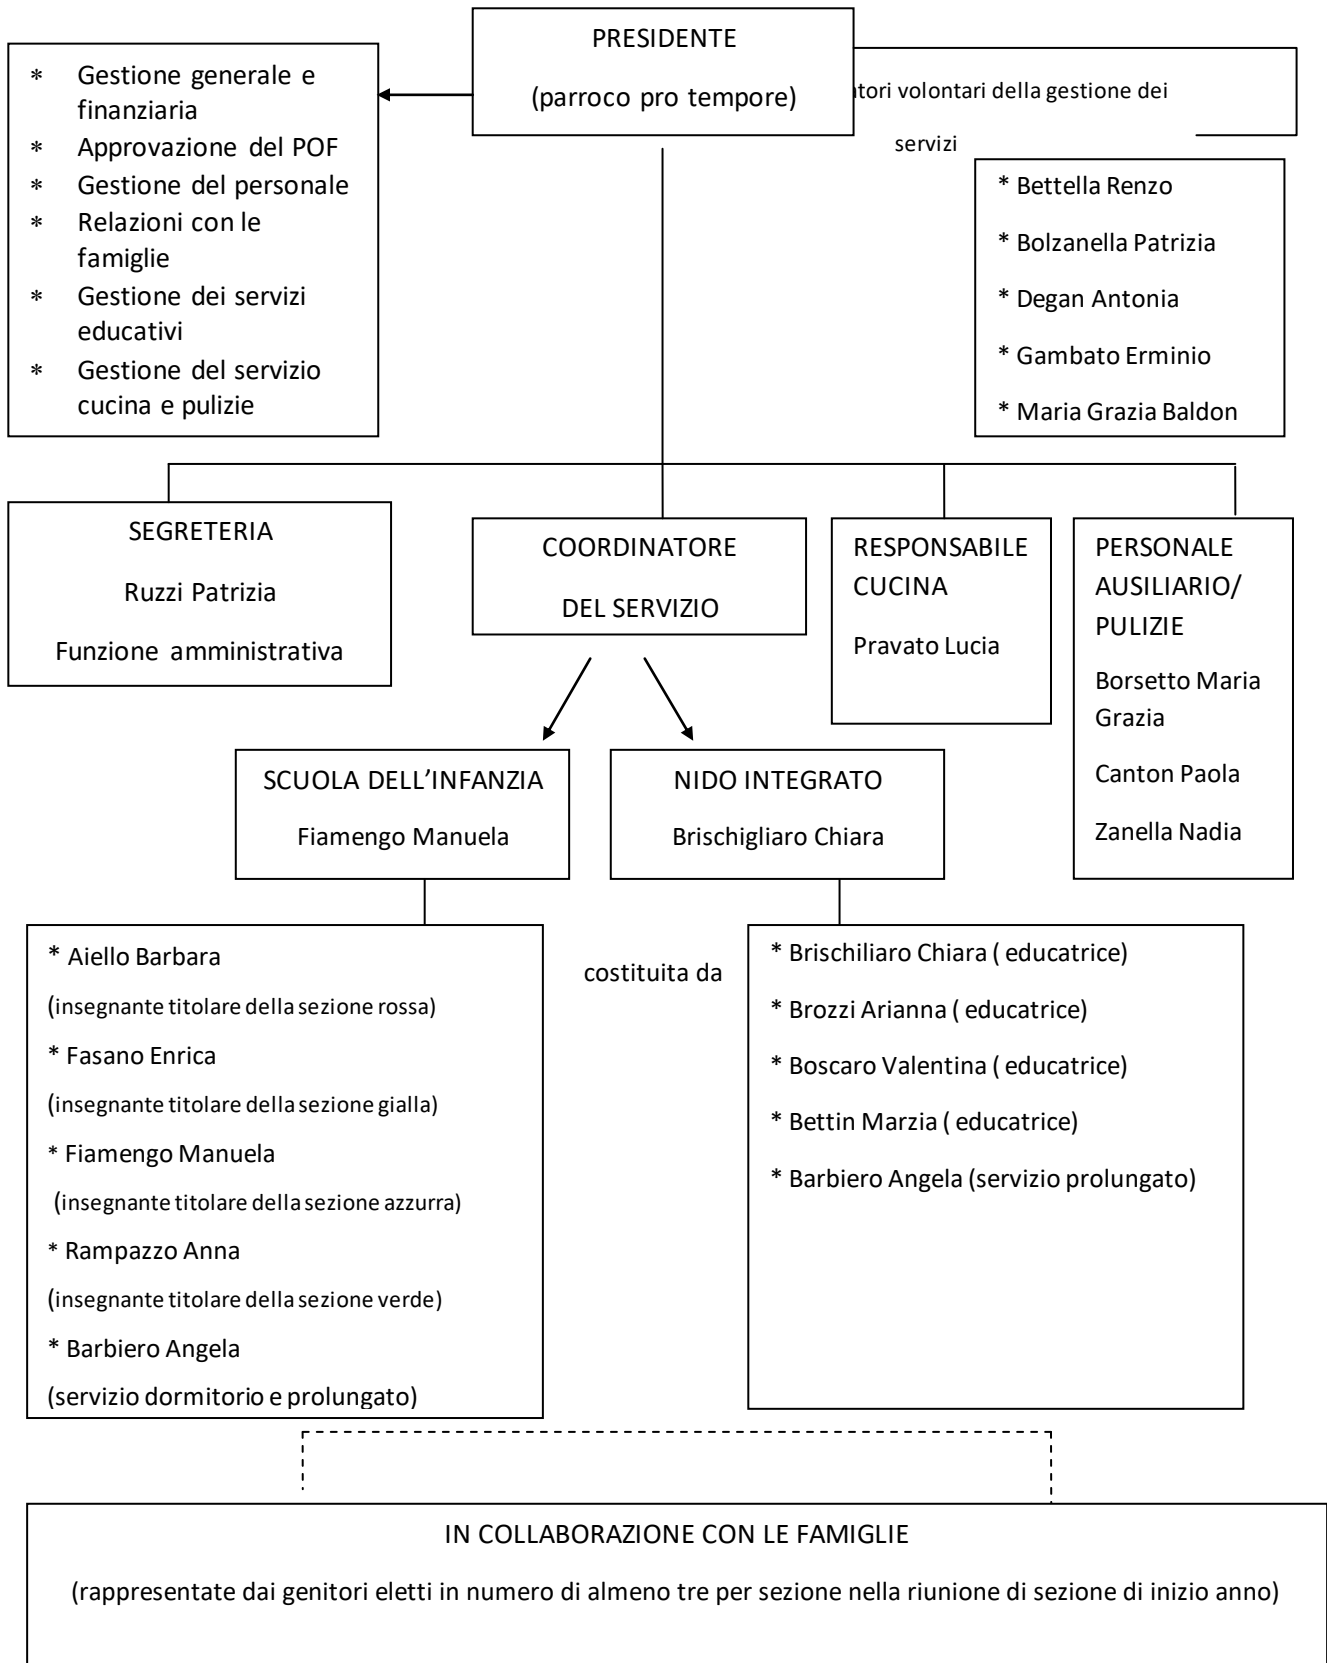 PRESIDENTE
(parroco pro tempore)
* Gestione generale e
finanziaria
* Approvazione del POF
* Gestione del personale
* Relazioni con le
famiglie
* Gestione dei servizi
educativi
* Gestione del servizio
cucina e pulizie
volontari della gestione dei
servizi
* Bettella Renzo
* Bolzanella Patrizia
* Degan Antonia
* Gambato Erminio
* Maria Grazia Baldon
SEGRETERIA
Ruzzi Patrizia
Funzione amministrativa
COORDINATORE
DEL SERVIZIO
RESPONSABILE
CUCINA
Pravato Lucia
PERSONALE
AUSILIARIO/
PULIZIE
Borsetto Maria
Grazia
Canton Paola
Zanella Nadia
SCUOLA DELL’INFANZIA
Fiamengo Manuela
NIDO INTEGRATO
Brischigliaro Chiara
* Aiello Barbara
(insegnante titolare della sezione rossa)
* Fasano Enrica
(insegnante titolare della sezione gialla)
* Fiamengo Manuela
(insegnante titolare della sezione azzurra)
* Rampazzo Anna
(insegnante titolare della sezione verde)
* Barbiero Angela
(servizio dormitorio e prolungato)
costituita da
* Brischiliaro Chiara ( educatrice)
* Brozzi Arianna ( educatrice)
* Boscaro Valentina ( educatrice)
* Bettin Marzia ( educatrice)
* Barbiero Angela (servizio prolungato)
IN COLLABORAZIONE CON LE FAMIGLIE
(rappresentate dai genitori eletti in numero di almeno tre per sezione nella riunione di sezione di inizio anno)